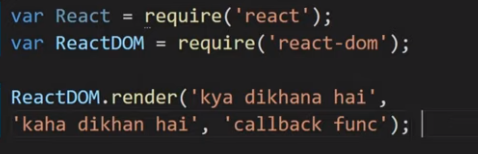 var React = require('react');
var ReactDOM = require('react-dom');
ReactDOM.render('kya dikhana hai',
'kaha dikhan hai', 'callback func');